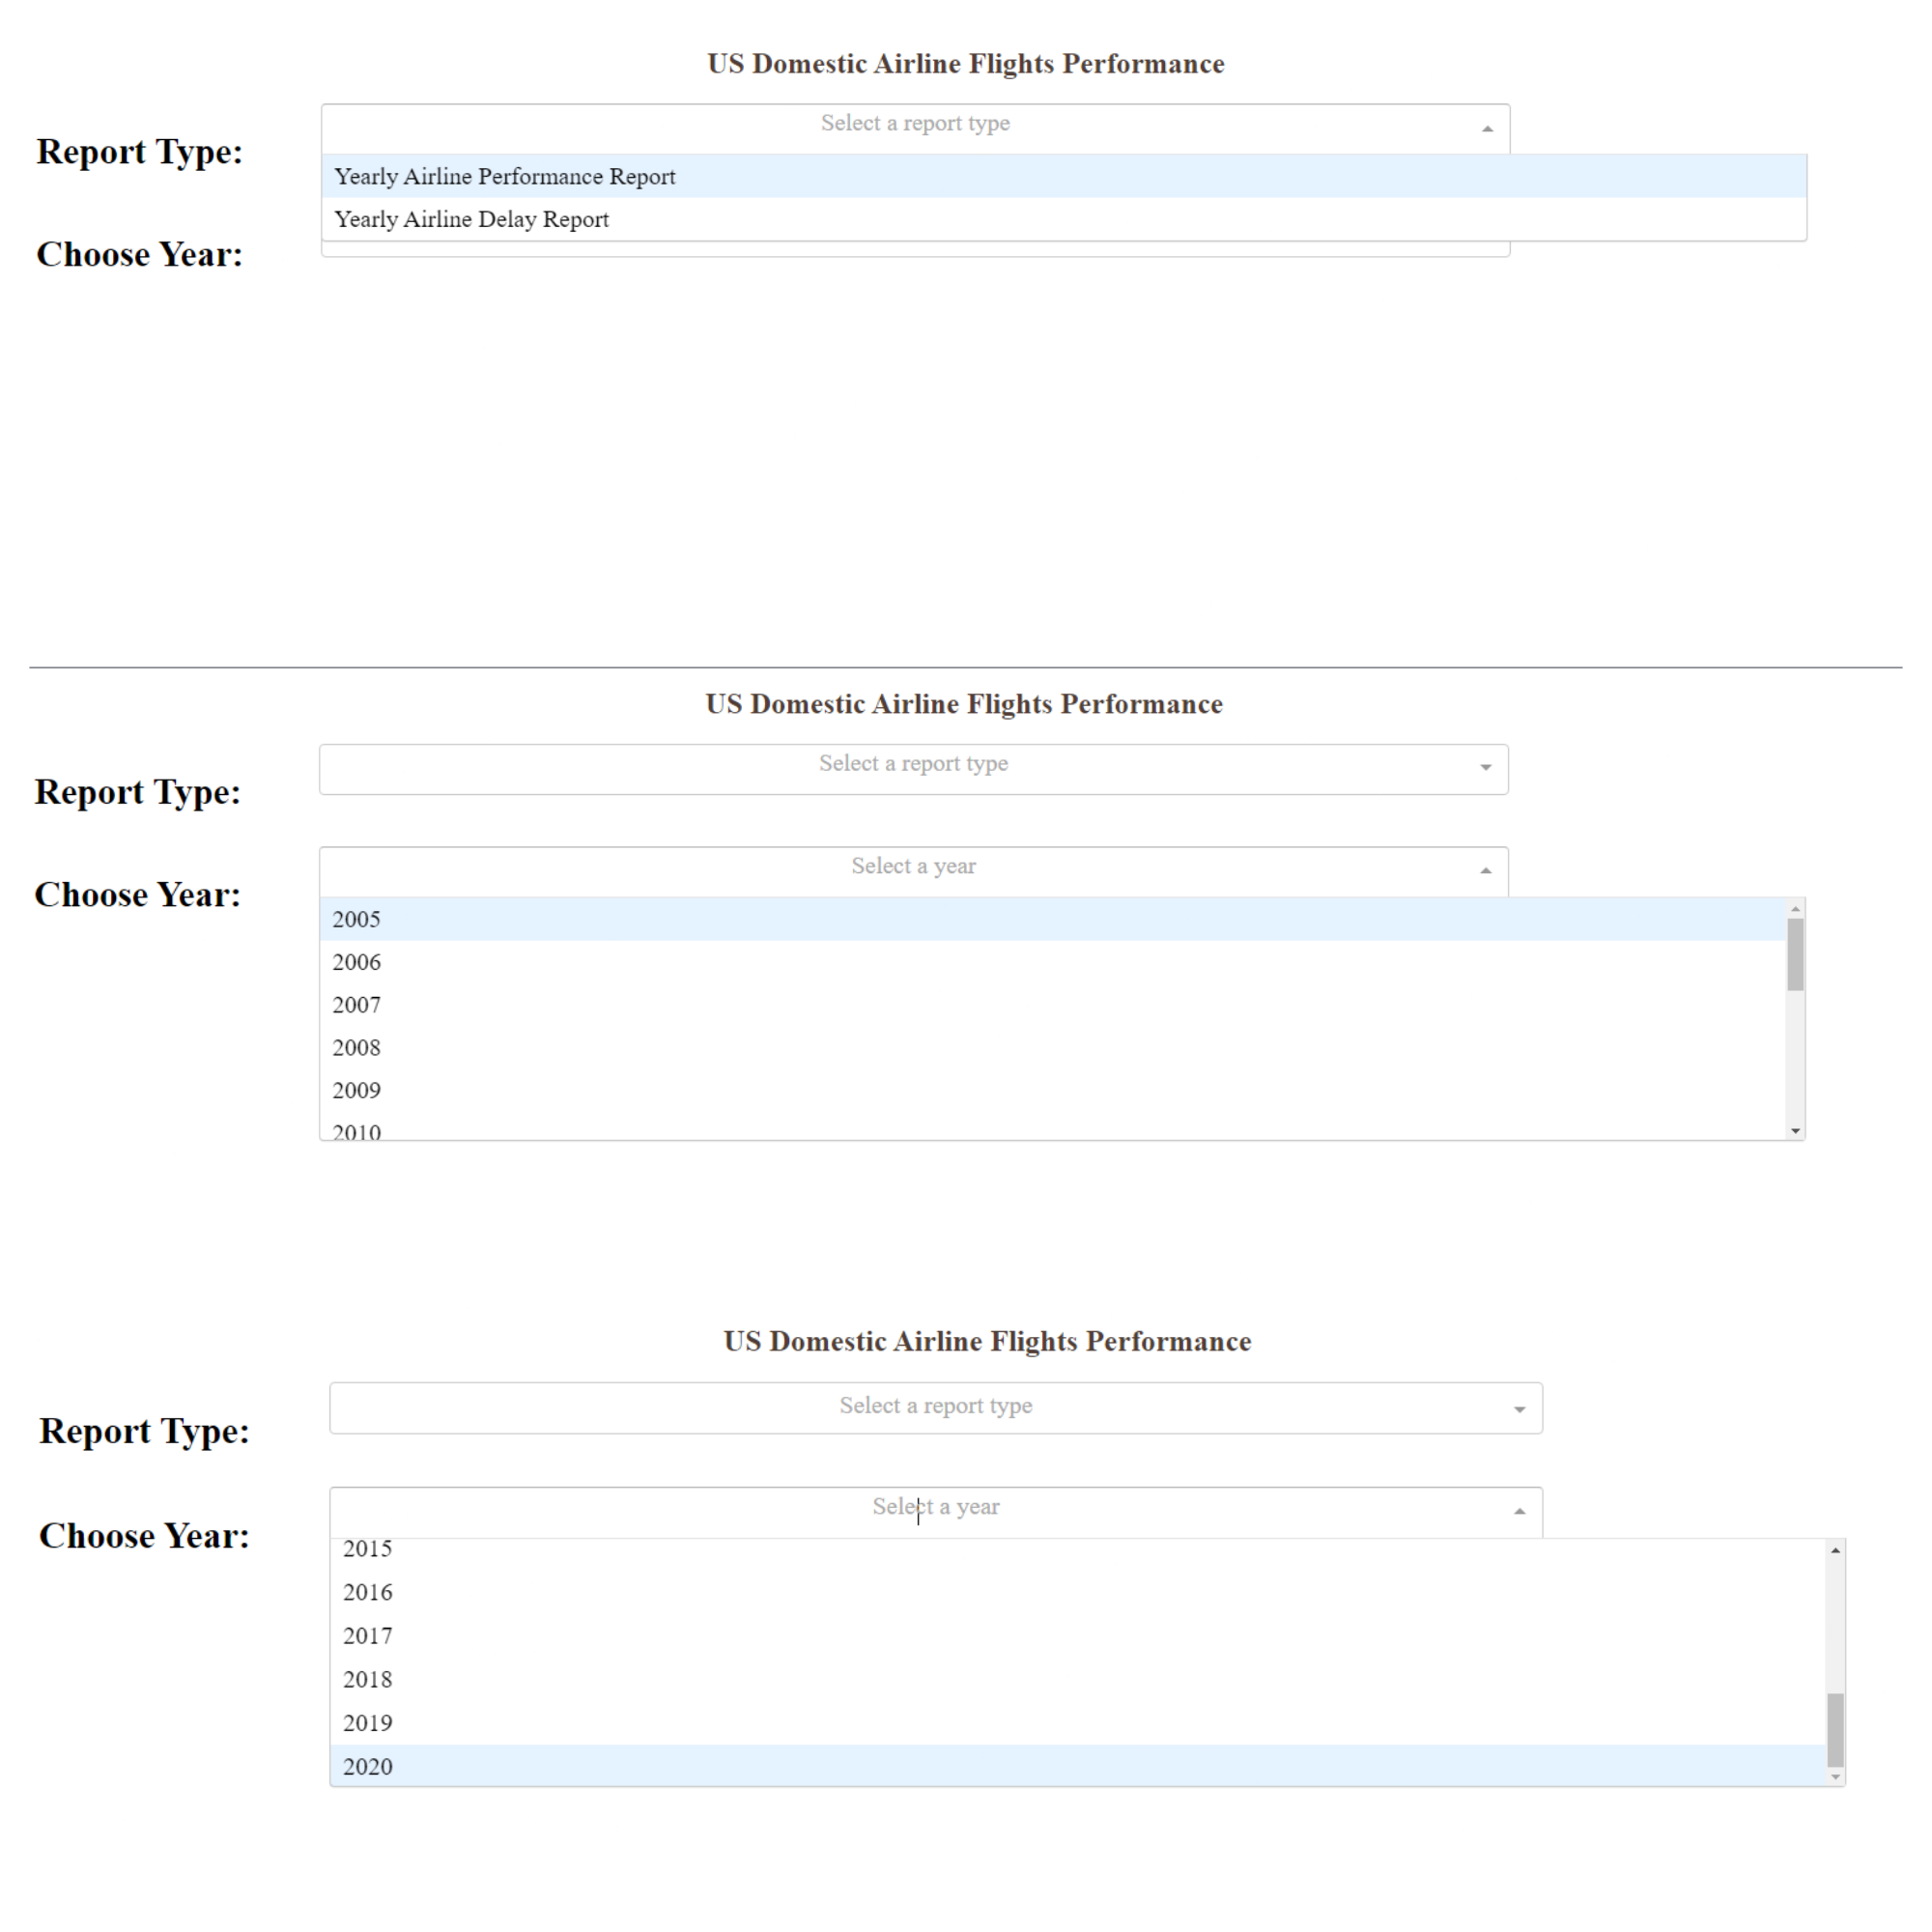 US Domestic Airline Flights Performance
Select a report type
Report Type:
Yearly Airline Performance Report
Yearly Airline Delay Report
Choose Year:
US Domestic Airline Flights Performance
Select a report type
Report Type:
Select a year
Choose Year:
2005
2006
2007
2008
2009
2010
US Domestic Airline Flights Performance
Select a report type
Report Type:
Select a year
Choose Year:
2015
2016
2017
2018
2019
2020